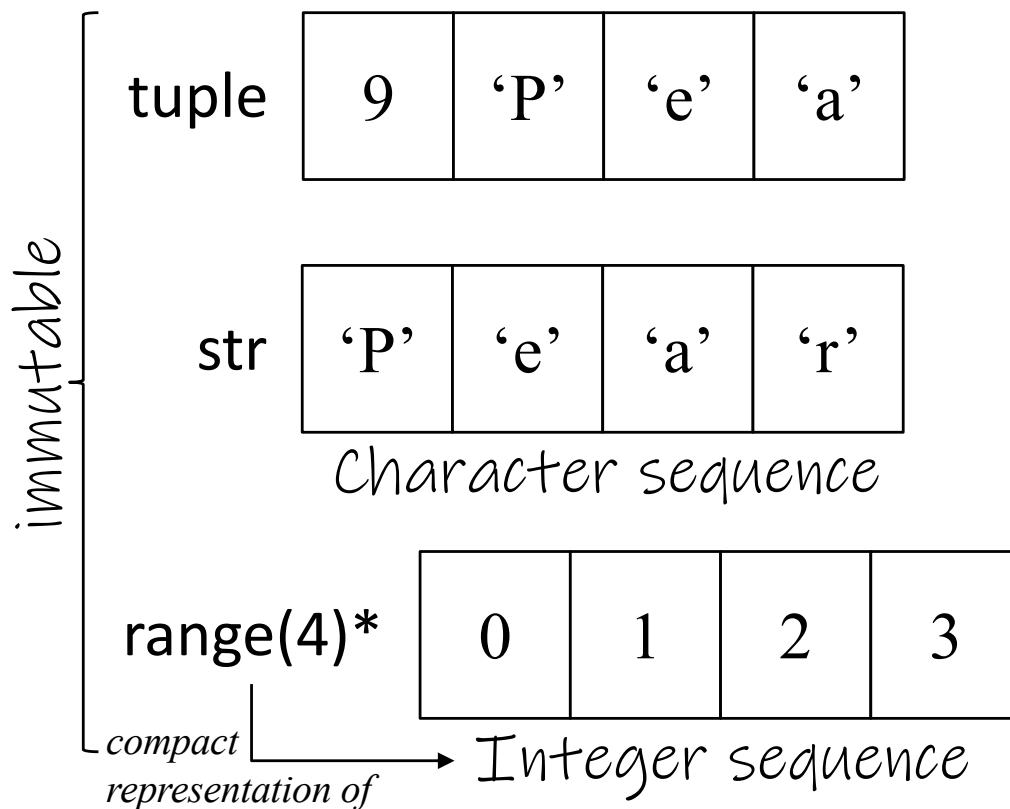 immutable
tuple 9 ‘P’ ‘e’ ‘a’
str ‘P’ ‘e’ ‘a’ ‘r’
Character sequence
range(4)* 0 1 2 3
compact
representation of
Integer sequence